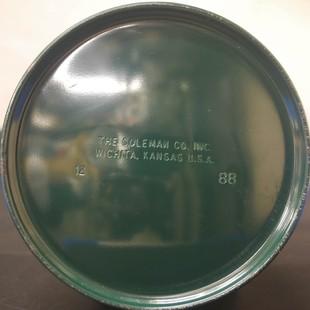 THE COLEMAN CO. INC.
WICHITA, KANSAS U.S.A.
12 88